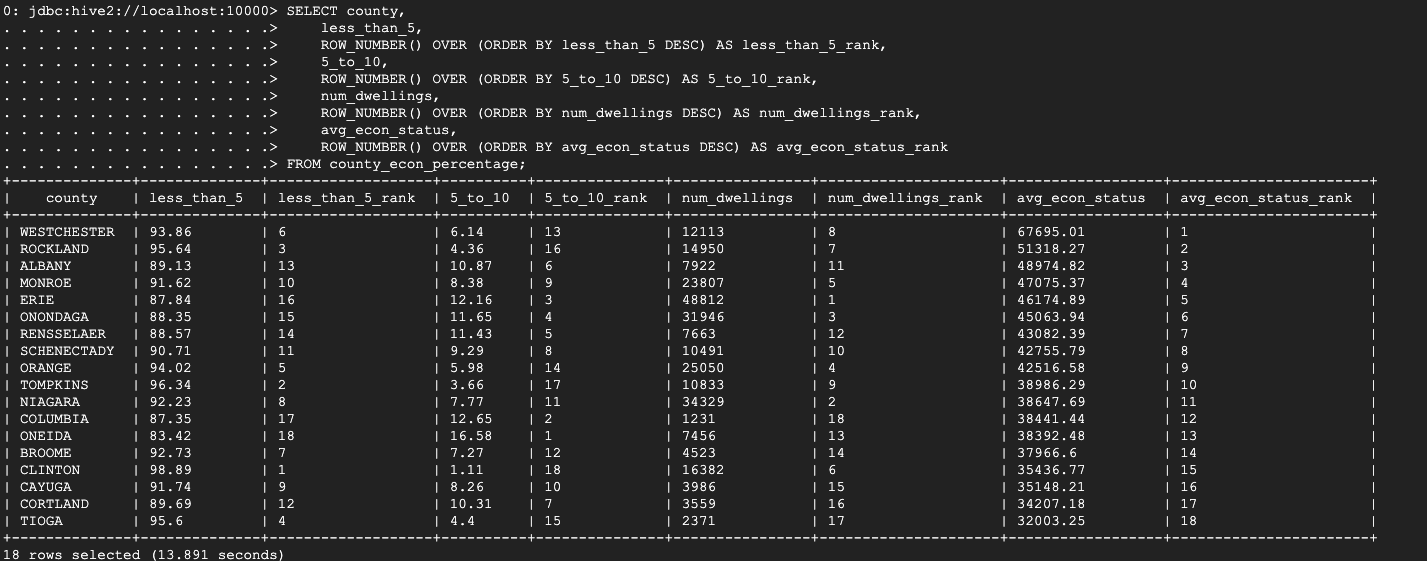 0: jdbc:hive2://localhost:10000> SELECT county,
. . . . . . . . . . . . . . . .>     less_than_5,
. . . . . . . . . . . . . . . .>     ROW_NUMBER() OVER (ORDER BY less_than_5 DESC) AS less_than_5_rank,
. . . . . . . . . . . . . . . .>     5_to_10,
. . . . . . . . . . . . . . . .>     ROW_NUMBER() OVER (ORDER BY 5_to_10 DESC) AS 5_to_10_rank,
. . . . . . . . . . . . . . . .>     num_dwellings,
. . . . . . . . . . . . . . . .>     ROW_NUMBER() OVER (ORDER BY num_dwellings DESC) AS num_dwellings_rank,
. . . . . . . . . . . . . . . .>     avg_econ_status,
. . . . . . . . . . . . . . . .>     ROW_NUMBER() OVER (ORDER BY avg_econ_status DESC) AS avg_econ_status_rank
. . . . . . . . . . . . . . . .> FROM county_econ_percentage;
+--------------+--------------+-------------------+----------+---------------+----------------+---------------------+------------------+-----------------------+
| county | less_than_5 | less_than_5_rank | 5_to_10 | 5_to_10_rank | num_dwellings | num_dwellings_rank | avg_econ_status | avg_econ_status_rank |
+--------------+--------------+-------------------+----------+---------------+----------------+---------------------+------------------+-----------------------+
| WESTCHESTER | 93.86 | 6 | 6.14 | 13 | 12113 | 8 | 67695.01 | 1 |
| ROCKLAND | 95.64 | 3 | 4.36 | 16 | 14950 | 7 | 51318.27 | 2 |
| ALBANY | 89.13 | 13 | 10.87 | 6 | 7922 | 11 | 48974.82 | 3 |
| MONROE | 91.62 | 10 | 8.38 | 9 | 23807 | 5 | 47075.37 | 4 |
| ERIE | 87.84 | 16 | 12.16 | 3 | 48812 | 1 | 46174.89 | 5 |
| ONONDAGA | 88.35 | 15 | 11.65 | 4 | 31946 | 3 | 45063.94 | 6 |
| RENSSELAER | 88.57 | 14 | 11.43 | 5 | 7663 | 12 | 43082.39 | 7 |
| SCHENECTADY | 90.71 | 11 | 9.29 | 8 | 10491 | 10 | 42755.79 | 8 |
| ORANGE | 94.02 | 5 | 5.98 | 14 | 25050 | 4 | 42516.58 | 9 |
| TOMPKINS | 96.34 | 2 | 3.66 | 17 | 10833 | 9 | 38986.29 | 10 |
| NIAGARA | 92.23 | 8 | 7.77 | 11 | 34329 | 2 | 38647.69 | 11 |
| COLUMBIA | 87.35 | 17 | 12.65 | 2 | 1231 | 18 | 38441.44 | 12 |
| ONEIDA | 83.42 | 18 | 16.58 | 1 | 7456 | 13 | 38392.48 | 13 |
| BROOME | 92.73 | 7 | 7.27 | 12 | 4523 | 14 | 37966.6 | 14 |
| CLINTON | 98.89 | 1 | 1.11 | 18 | 16382 | 6 | 35436.77 | 15 |
| CAYUGA | 91.74 | 9 | 8.26 | 10 | 3986 | 15 | 35148.21 | 16 |
| CORTLAND | 89.69 | 12 | 10.31 | 7 | 3559 | 16 | 34207.18 | 17 |
| TIOGA | 95.6 | 4 | 4.4 | 15 | 2371 | 17 | 32003.25 | 18 |
+--------------+--------------+-------------------+----------+---------------+----------------+---------------------+------------------+-----------------------+
18 rows selected (13.891 seconds)